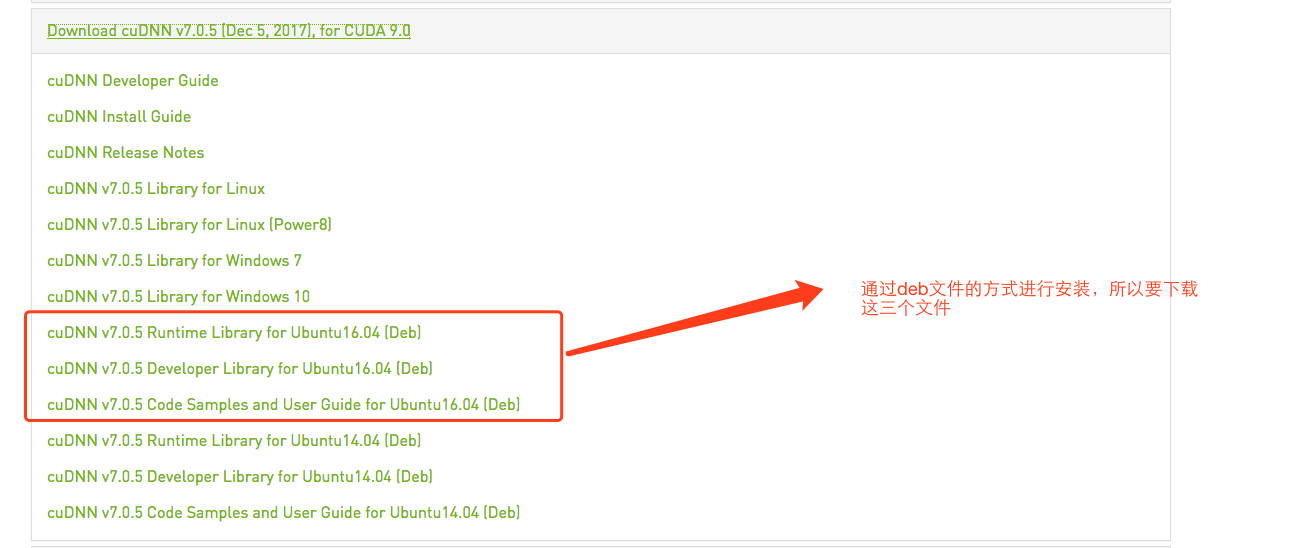 Download cuDNN v7.0.5 (Dec 5, 2017), for CUDA 9.0
cuDNN Developer Guide
cuDNN Install Guide
cuDNN Release Notes
cuDNN v7.0.5 Library for Linux
cuDNN v7.0.5 Library for Linux (Power8)
cuDNN v7.0.5 Library for Windows 7
cuDNN v7.0.5 Library for Windows 10
cuDNN v7.0.5 Runtime Library for Ubuntu16.04 (Deb)
cuDNN v7.0.5 Developer Library for Ubuntu16.04 (Deb)
cuDNN v7.0.5 Code Samples and User Guide for Ubuntu16.04 (Deb)
cuDNN v7.0.5 Runtime Library for Ubuntu14.04 (Deb)
cuDNN v7.0.5 Developer Library for Ubuntu14.04 (Deb)
cuDNN v7.0.5 Code Samples and User Guide for Ubuntu14.04 (Deb)
通过deb文件的方式进行安装，所以要下载
这三个文件